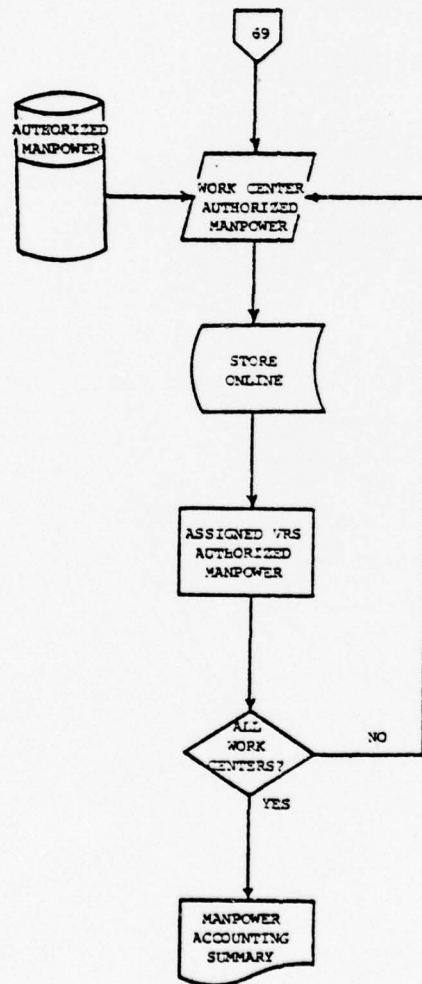 69
AUTHORIZED
MANPOWER
WORK CENTER
AUTHORIZED
MANPOWER
STORE
ONLINE
ASSIGNED VRS
AUTHORIZED
MANPOWER
ALL
WORK
CENTERS?
NO
YES
MANPOWER
ACCOUNTING
SUMMARY